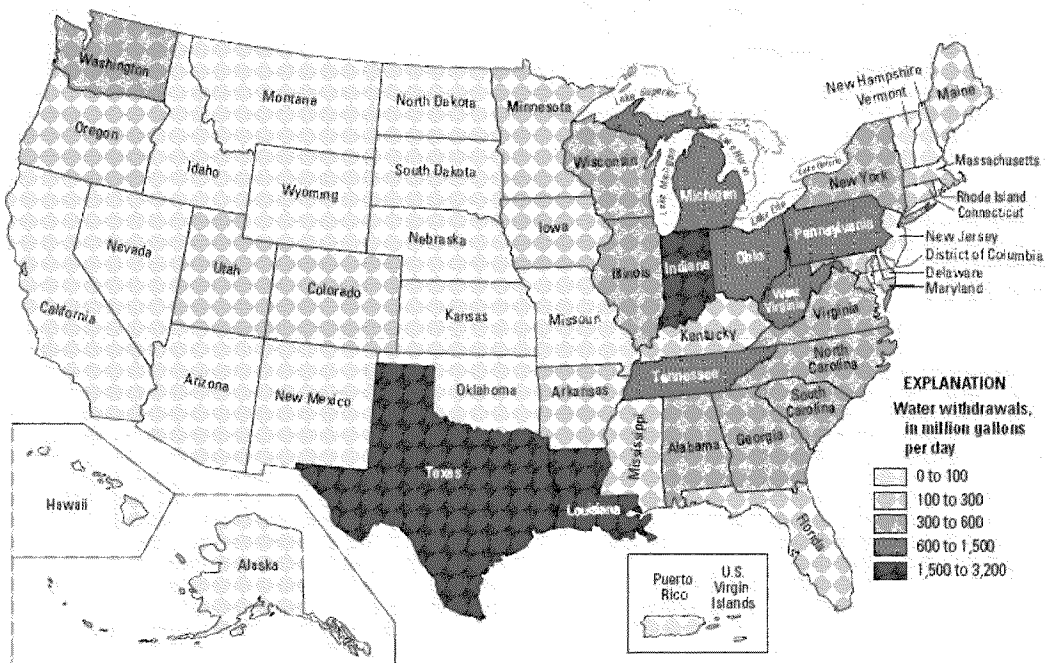 Washington
Montana
North Dakota
Minnesota
Lake Superior
New Hampshire
Vermont
Maine
Oregon
Idaho
Wyoming
South Dakota
Wisconsin
Lake Michigan
Lake Huron
Michigan
Lake Ontario
Lake Erie
New York
Massachusetts
Rhode Island
Connecticut
Nevada
Utah
Colorado
Nebraska
Iowa
Illinois
Indiana
Ohio
Pennsylvania
New Jersey
District of Columbia
Delaware
Maryland
California
Kansas
Missouri
Kentucky
West
Virginia
Virginia
Arizona
New Mexico
Oklahoma
Arkansas
Tennessee
North
Carolina
South
Carolina
Texas
Louisiana
Mississippi
Alabama
Georgia
Florida
Hawaii
Alaska
Puerto
Rico
U.S.
Virgin
Islands
EXPLANATION
Water withdrawals,
in million gallons
per day
0 to 100
100 to 300
300 to 600
600 to 1,500
1,500 to 3,200